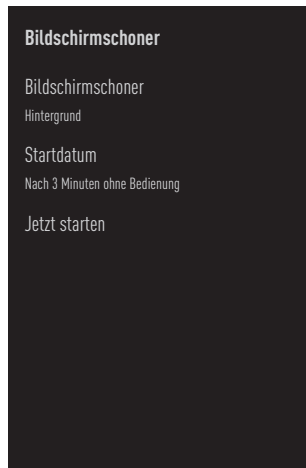 Bildschirmschoner
Bildschirmschoner
Hintergrund
Startdatum
Nach 3 Minuten ohne Bedienung
Jetzt starten